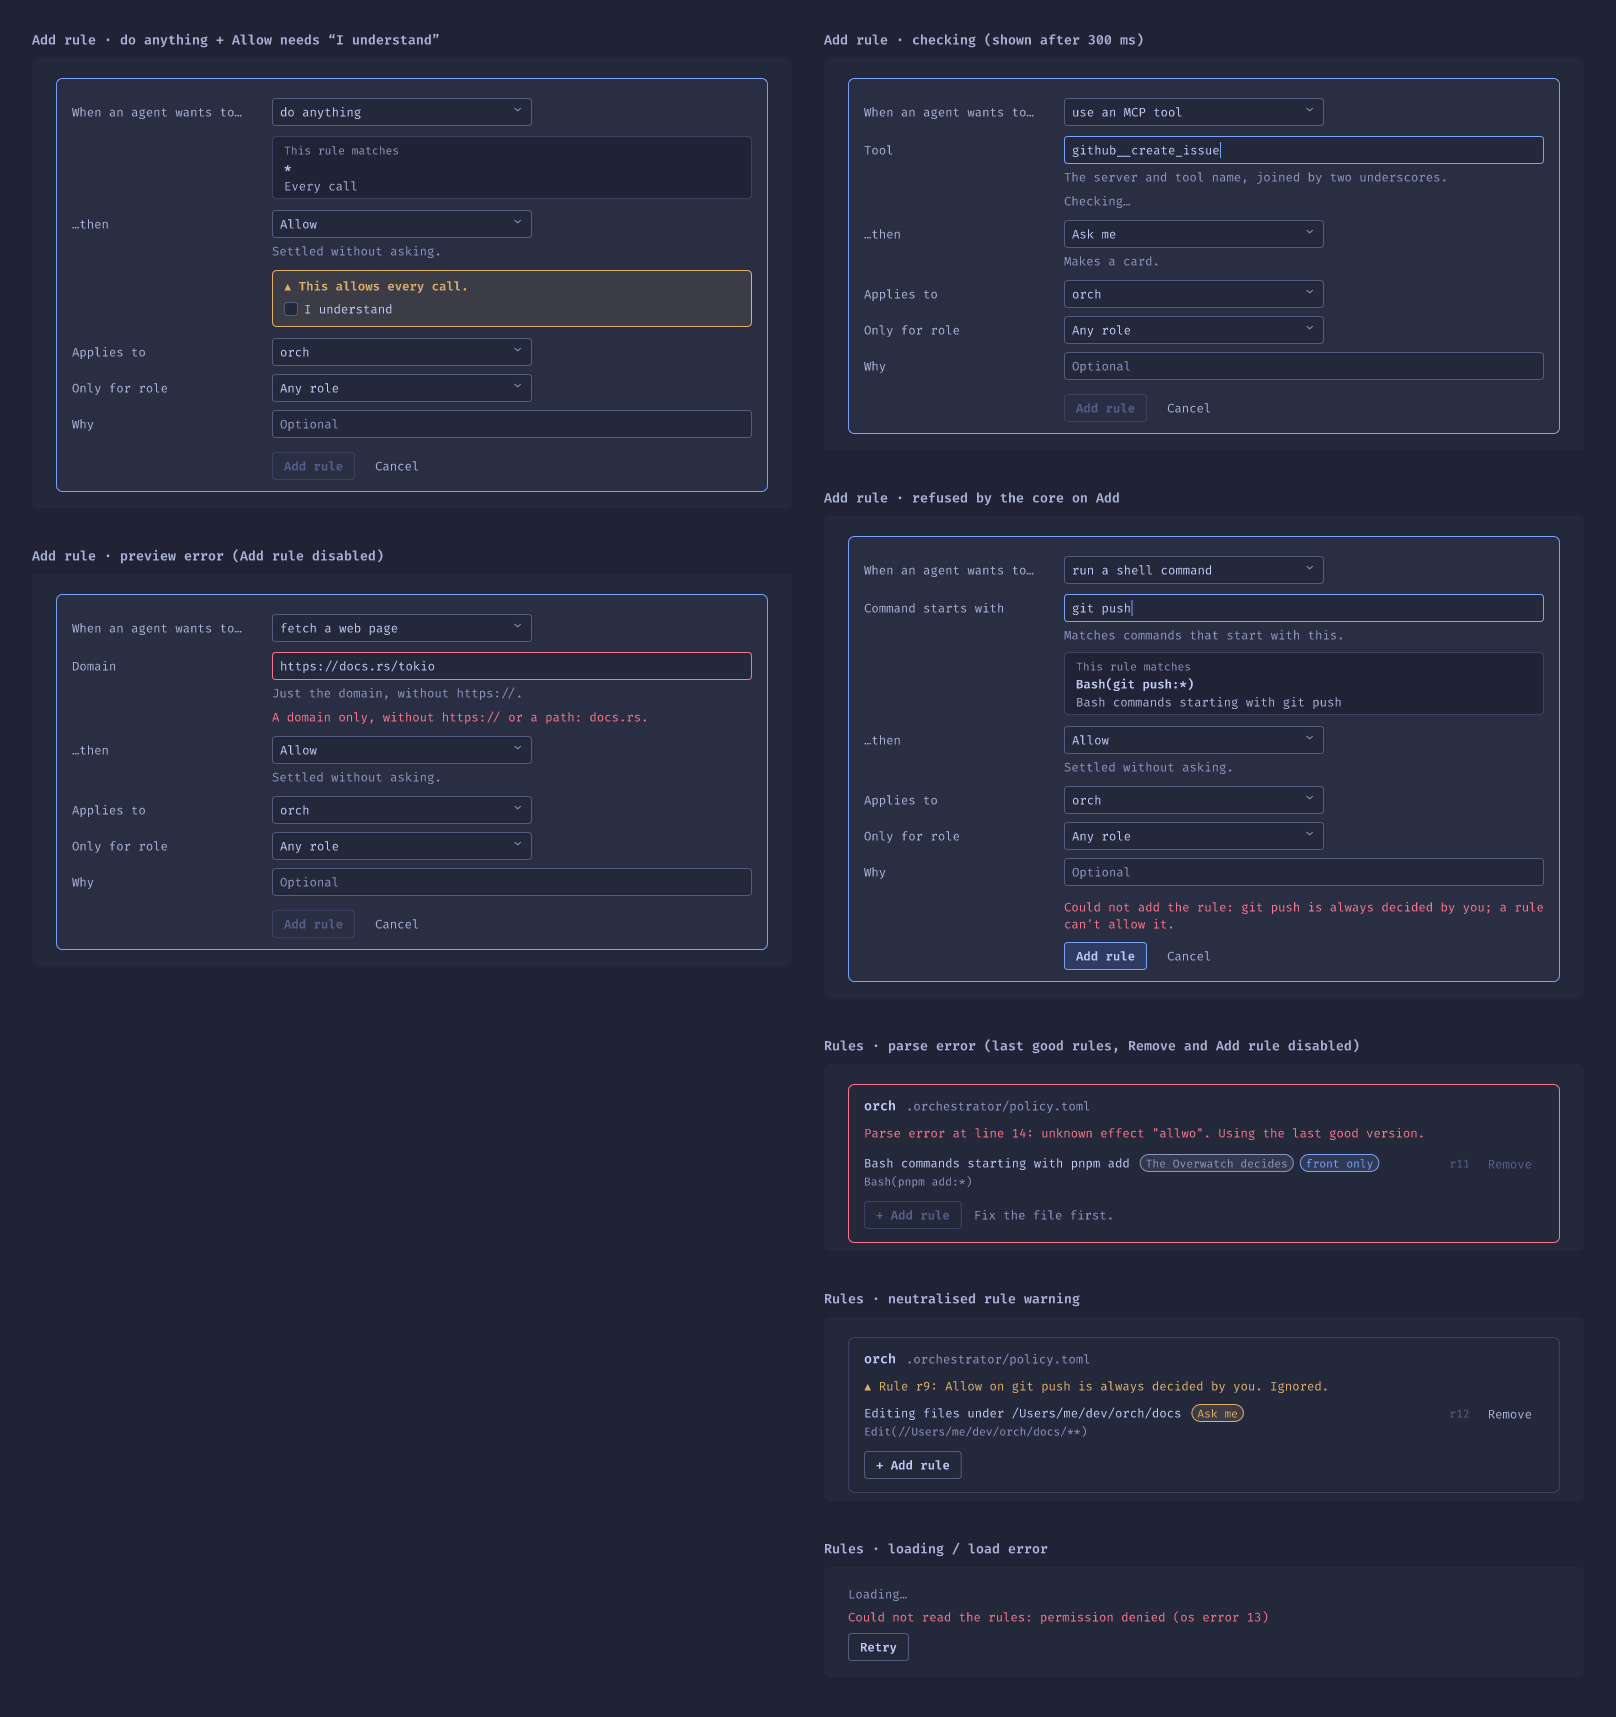 Add rule · do anything + Allow needs “I understand”
When an agent wants to…
do anything
This rule matches
*
Every call
…then
Allow
Settled without asking.
▲ This allows every call.
I understand
Applies to
orch
Only for role
Any role
Why
Optional
Add rule
Cancel
Add rule · preview error (Add rule disabled)
When an agent wants to…
fetch a web page
Domain
https://docs.rs/tokio
Just the domain, without https://.
A domain only, without https:// or a path: docs.rs.
…then
Allow
Settled without asking.
Applies to
orch
Only for role
Any role
Why
Optional
Add rule
Cancel
Add rule · checking (shown after 300 ms)
When an agent wants to…
use an MCP tool
Tool
github__create_issue
The server and tool name, joined by two underscores.
Checking…
…then
Ask me
Makes a card.
Applies to
orch
Only for role
Any role
Why
Optional
Add rule
Cancel
Add rule · refused by the core on Add
When an agent wants to…
run a shell command
Command starts with
git push
Matches commands that start with this.
This rule matches
Bash(git push:*)
Bash commands starting with git push
…then
Allow
Settled without asking.
Applies to
orch
Only for role
Any role
Why
Optional
Could not add the rule: git push is always decided by you; a rule
can't allow it.
Add rule
Cancel
Rules · parse error (last good rules, Remove and Add rule disabled)
orch .orchestrator/policy.toml
Parse error at line 14: unknown effect "allwo". Using the last good version.
Bash commands starting with pnpm add The Overwatch decides front only r11 Remove
Bash(pnpm add:*)
+ Add rule Fix the file first.
Rules · neutralised rule warning
orch .orchestrator/policy.toml
▲ Rule r9: Allow on git push is always decided by you. Ignored.
Editing files under /Users/me/dev/orch/docs Ask me r12 Remove
Edit(//Users/me/dev/orch/docs/**)
+ Add rule
Rules · loading / load error
Loading…
Could not read the rules: permission denied (os error 13)
Retry